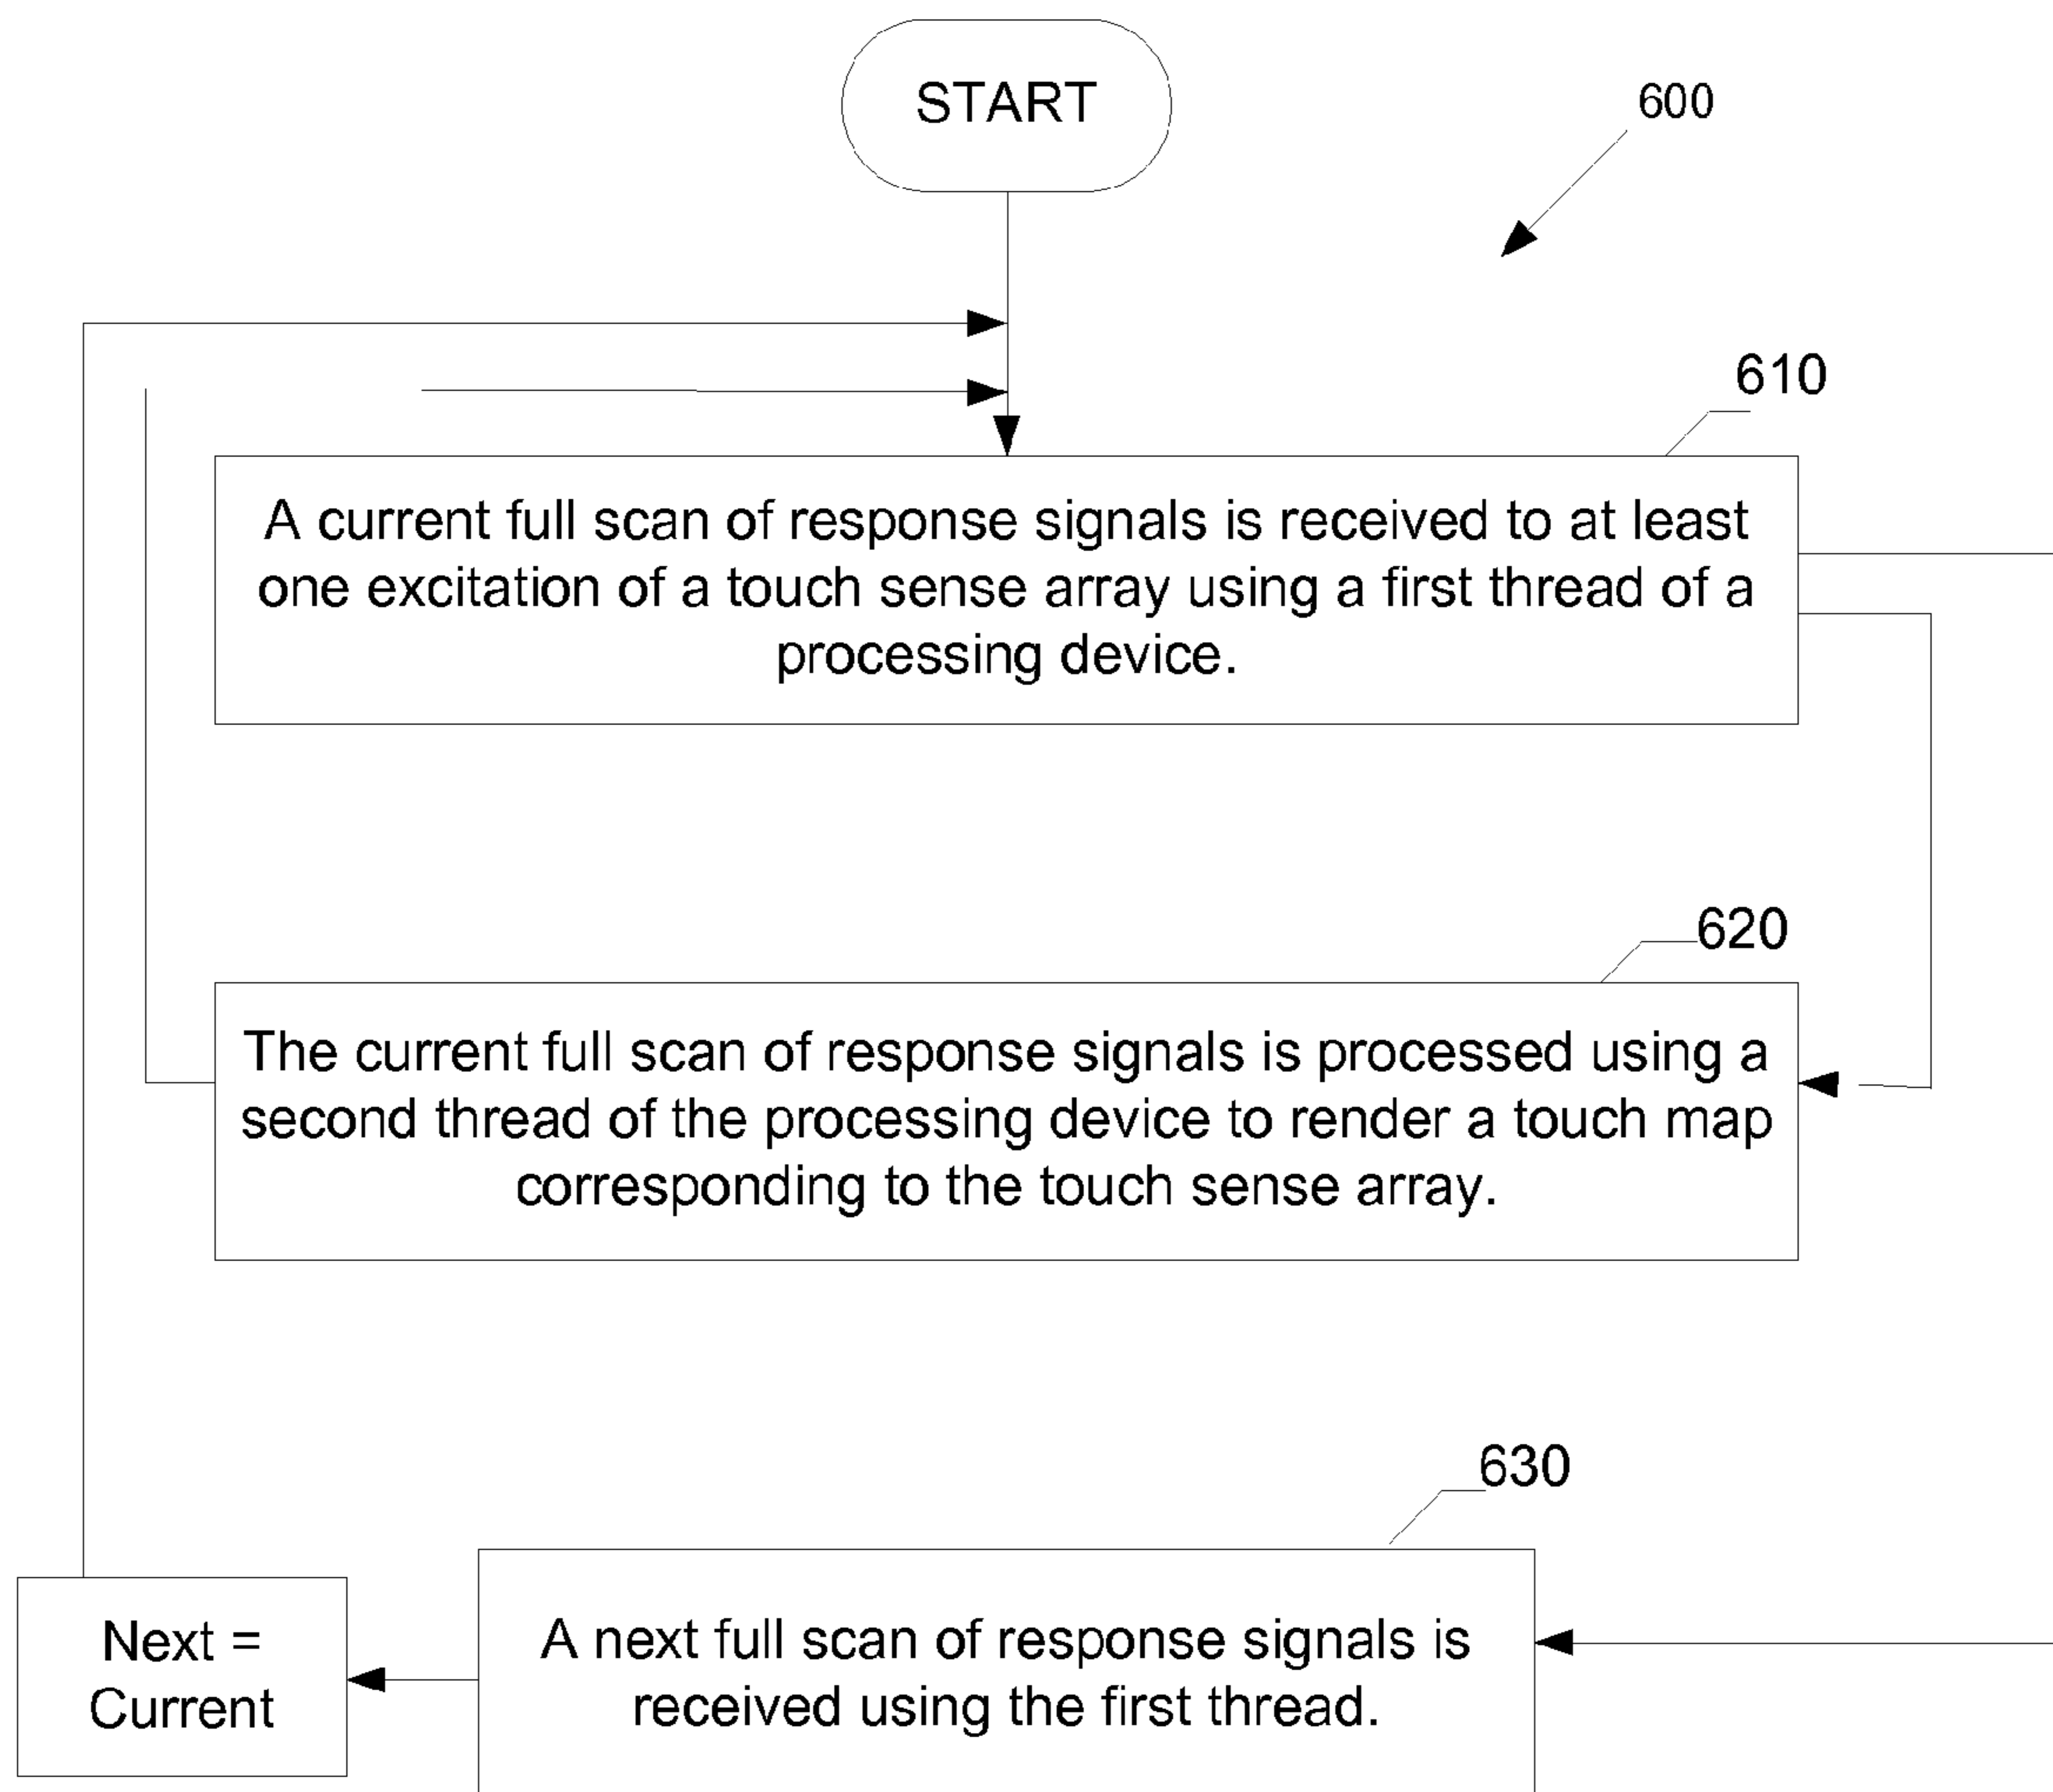 START
600
610
A current full scan of response signals is received to at least
one excitation of a touch sense array using a first thread of a
processing device.
620
The current full scan of response signals is processed using a
second thread of the processing device to render a touch map
corresponding to the touch sense array.
630
Next =
Current
A next full scan of response signals is
received using the first thread.